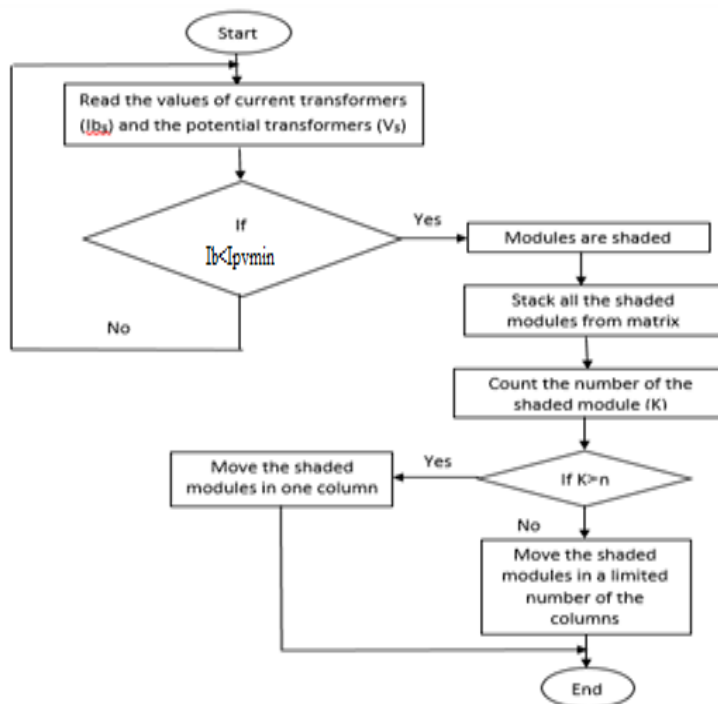 Start
Read the values of current transformers
(Ibs) and the potential transformers (Vs)
If
Ib<Ipvmin
Yes
No
Modules are shaded
Stack all the shaded
modules from matrix
Count the number of the
shaded module (K)
If K>n
Yes
Move the shaded
modules in one column
No
Move the shaded
modules in a limited
number of the
columns
End